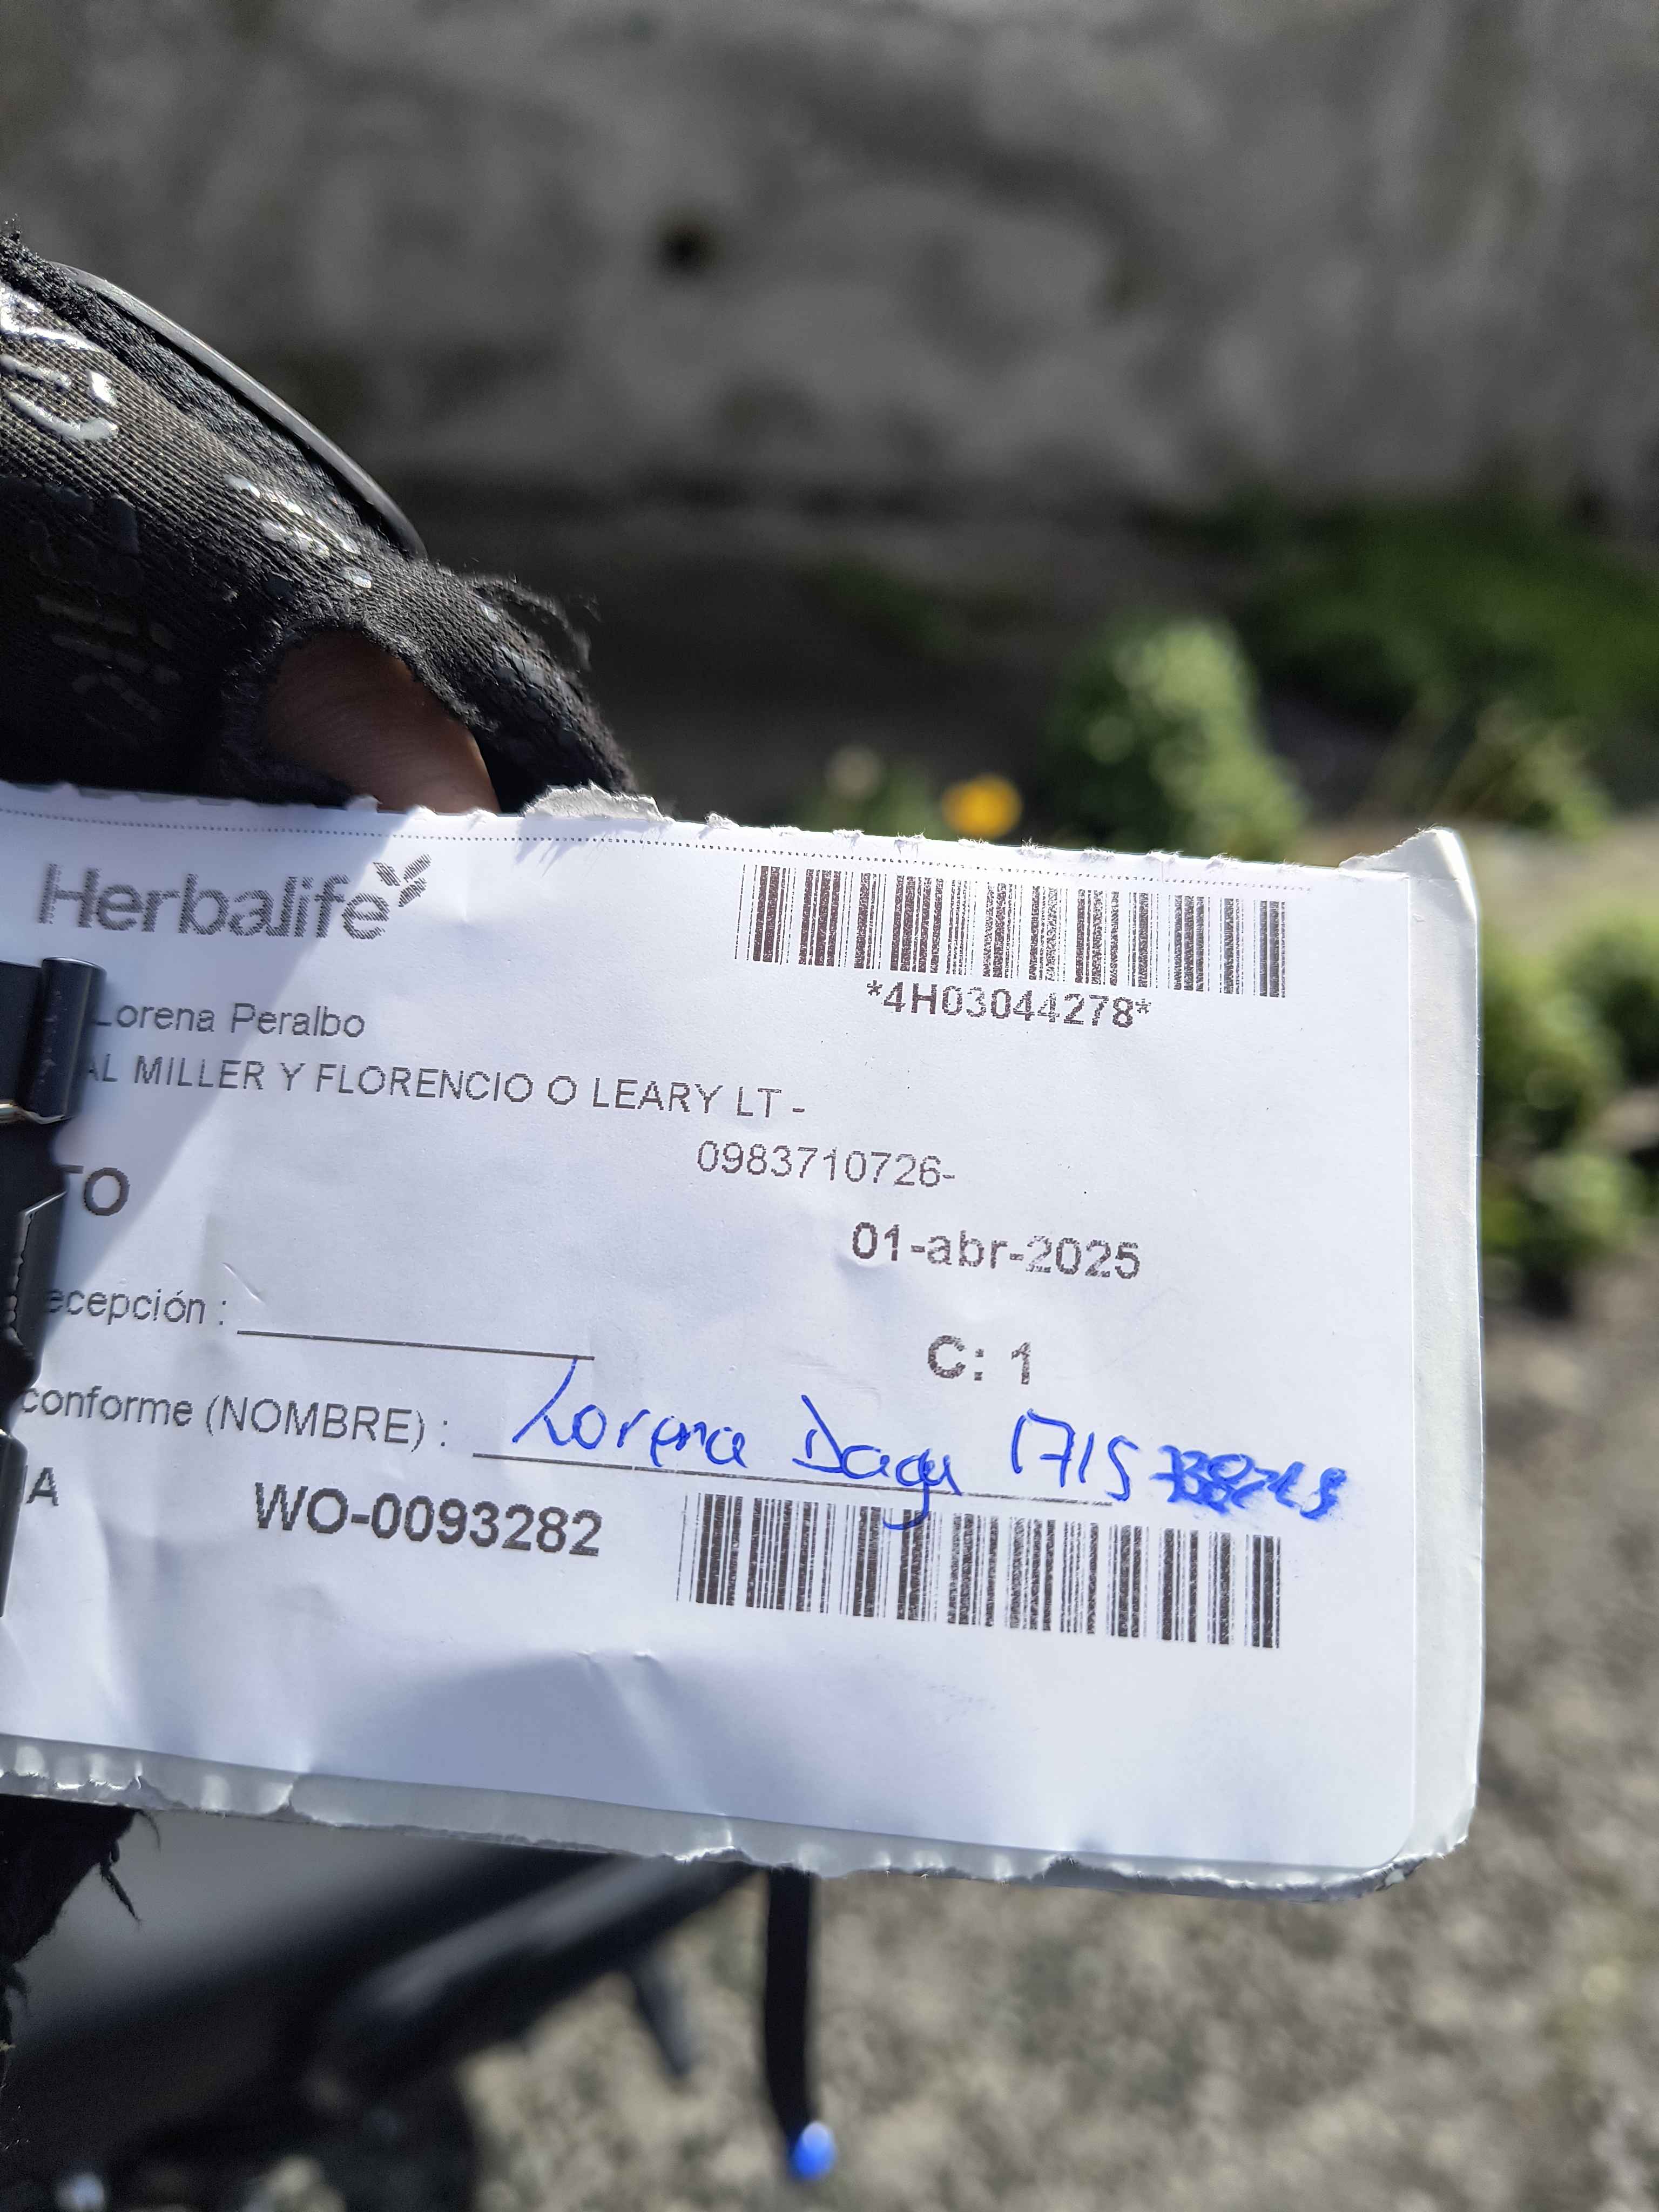 Herbalife
*4H03044278*
Lorena Peralbo
AL MILLER Y FLORENCIO O LEARY LT -
0983710726-
TO
01-abr-2025
ecepción :
C: 1
conforme (NOMBRE) : Lorena 1715
A
WO-0093282